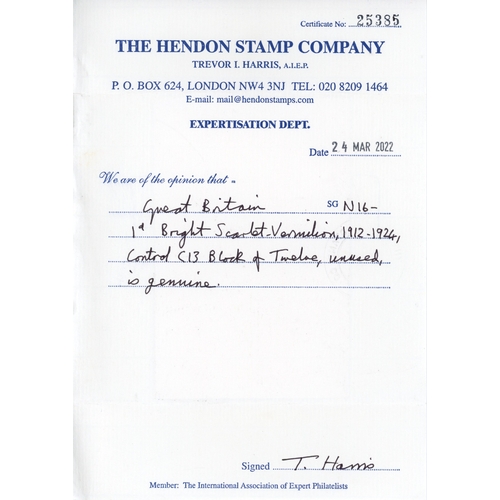 Certificate No: 25385
THE HENDON STAMP COMPANY
TREVOR I. HARRIS, A.I.E.P.
P. O. BOX 624, LONDON NW4 3NJ TEL: 020 8209 1464
E-mail: mail@hendonstamps.com
EXPERTISATION DEPT.
Date 24 MAR 2022
We are of the opinion that
Great Britain SG N16-
1d Bright Scarlet-Vermilion, 1912-1924,
Control C13 Block of Twelve, unused,
is genuine.
Signed T. Harris
Member: The International Association of Expert Philatelists